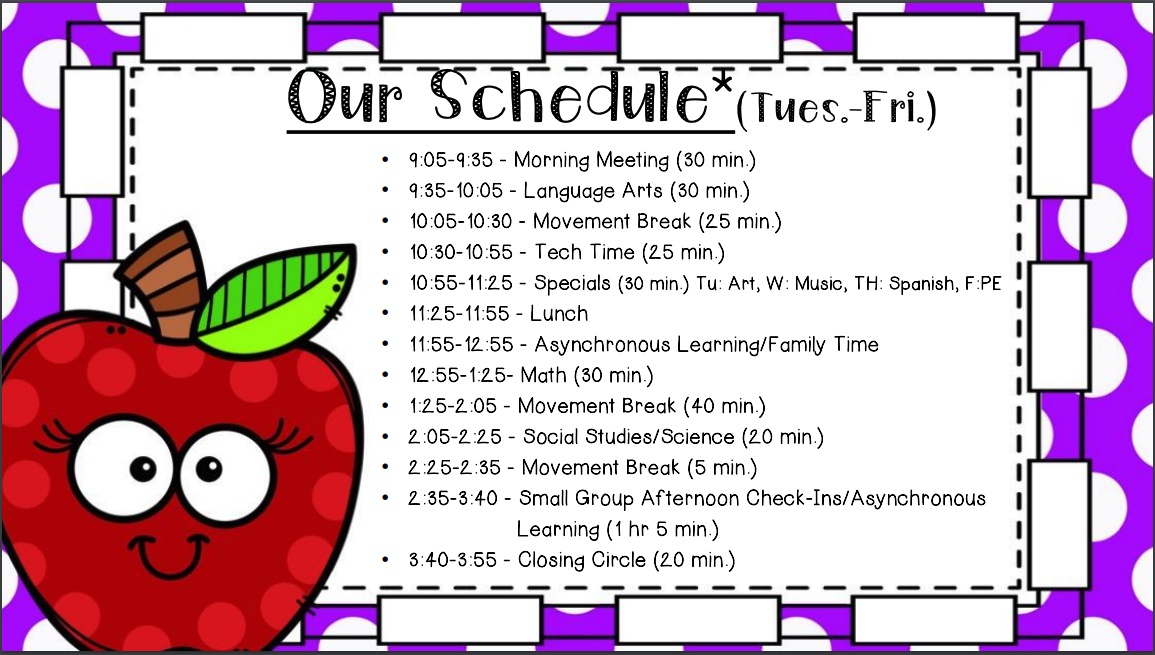 Our Schedule*(Tues.-Fri.)
• 9:05-9:35 - Morning Meeting (30 min.)
• 9:35-10:05 - Language Arts (30 min.)
• 10:05-10:30 - Movement Break (25 min.)
• 10:30-10:55 - Tech Time (25 min.)
• 10:55-11:25 - Specials (30 min.) Tu: Art, W: Music, TH: Spanish, F:PE
• 11:25-11:55 - Lunch
• 11:55-12:55 - Asynchronous Learning/Family Time
• 12:55-1:25- Math (30 min.)
• 1:25-2:05 - Movement Break (40 min.)
• 2:05-2:25 - Social Studies/Science (20 min.)
• 2:25-2:35 - Movement Break (5 min.)
• 2:35-3:40 - Small Group Afternoon Check-Ins/Asynchronous
Learning (1 hr 5 min.)
• 3:40-3:55 - Closing Circle (20 min.)